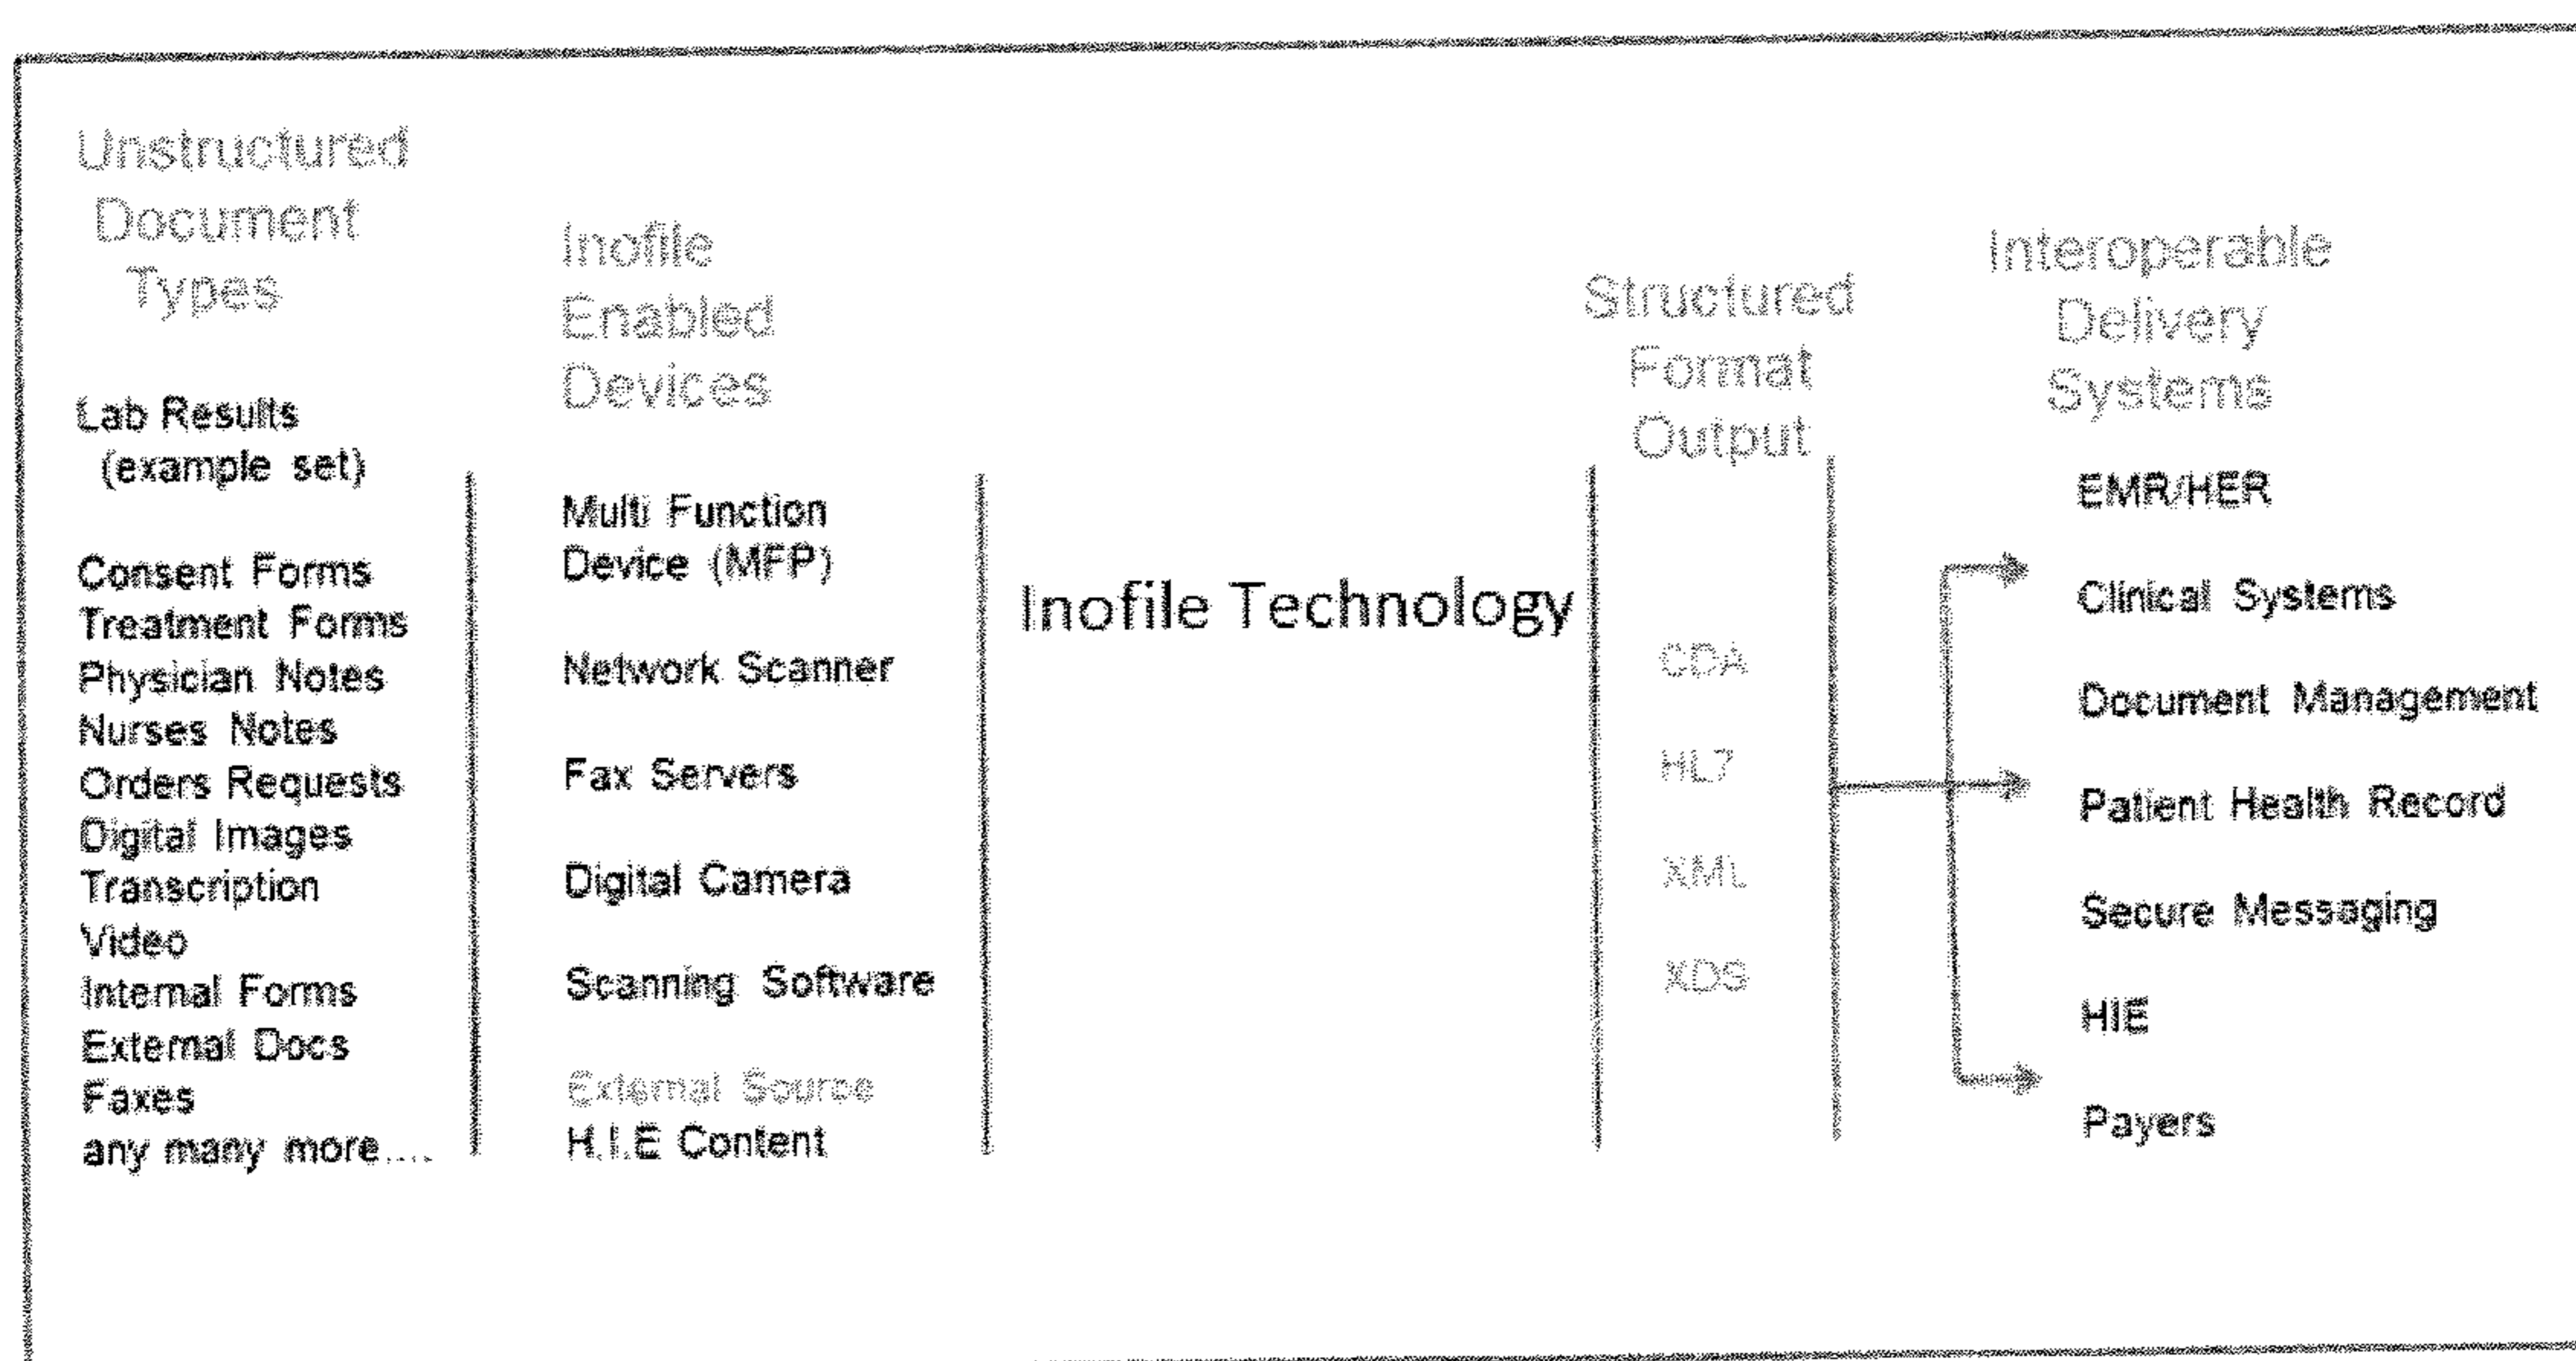 Unstructured
Document
Types
Lab Results
(example set)
Consent Forms
Treatment Forms
Physician Notes
Nurses Notes
Orders Requests
Digital Images
Transcription
Video
Internal Forms
External Docs
Faxes
any many more....
Inofile
Enabled
Devices
Multi Function
Device (MFP)
Network Scanner
Fax Servers
Digital Camera
Scanning Software
External Source
H.I.E Content
Inofile Technology
Structured
Format
Output
CDA
HL7
XML
XDS
Interoperable
Delivery
Systems
EMR/HER
Clinical Systems
Document Management
Patient Health Record
Secure Messaging
HIE
Payers